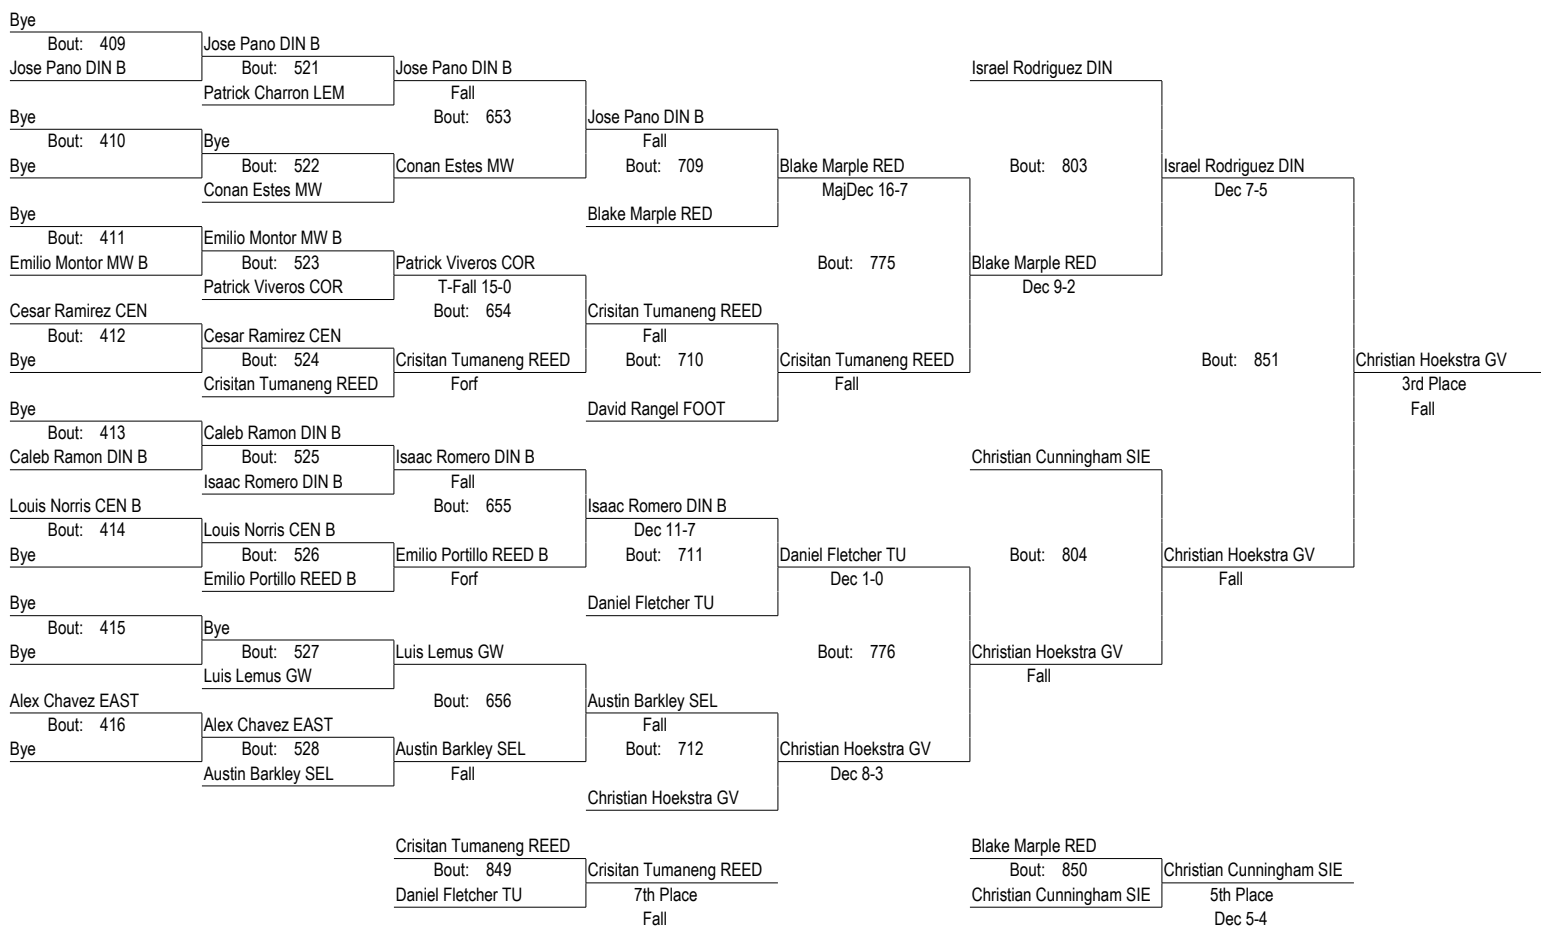 Bye
Bout: 409 Jose Pano DIN B
Jose Pano DIN B Bout: 521 Jose Pano DIN B Israel Rodriguez DIN
Patrick Charron LEM Fall
Bye Bout: 653 Jose Pano DIN B
Bout: 410 Bye Fall
Bye Bout: 522 Conan Estes MW Bout: 709 Blake Marple RED Bout: 803 Israel Rodriguez DIN
Conan Estes MW MajDec 16-7 Dec 7-5
Bye Blake Marple RED
Bout: 411 Emilio Montor MW B
Emilio Montor MW B Bout: 523 Patrick Viveros COR Bout: 775 Blake Marple RED
Patrick Viveros COR T-Fall 15-0 Dec 9-2
Cesar Ramirez CEN Bout: 654 Crisitan Tumaneng REED
Bout: 412 Cesar Ramirez CEN Fall
Bye Bout: 524 Crisitan Tumaneng REED Bout: 710 Crisitan Tumaneng REED Bout: 851 Christian Hoekstra GV
Crisitan Tumaneng REED Forf Fall 3rd Place
Bye David Rangel FOOT Fall
Bout: 413 Caleb Ramon DIN B
Caleb Ramon DIN B Bout: 525 Isaac Romero DIN B Christian Cunningham SIE
Isaac Romero DIN B Fall
Louis Norris CEN B Bout: 655 Isaac Romero DIN B
Bout: 414 Louis Norris CEN B Dec 11-7
Bye Bout: 526 Emilio Portillo REED B Bout: 711 Daniel Fletcher TU Bout: 804 Christian Hoekstra GV
Emilio Portillo REED B Forf Dec 1-0 Fall
Bye Daniel Fletcher TU
Bout: 415 Bye
Bye Bout: 527 Luis Lemus GW Bout: 776 Christian Hoekstra GV
Luis Lemus GW Fall
Alex Chavez EAST Bout: 656 Austin Barkley SEL
Bout: 416 Alex Chavez EAST Fall
Bye Bout: 528 Austin Barkley SEL Bout: 712 Christian Hoekstra GV
Austin Barkley SEL Fall Dec 8-3
Christian Hoekstra GV
Crisitan Tumaneng REED Blake Marple RED
Bout: 849 Crisitan Tumaneng REED Bout: 850 Christian Cunningham SIE
Daniel Fletcher TU 7th Place Christian Cunningham SIE 5th Place
Fall Dec 5-4